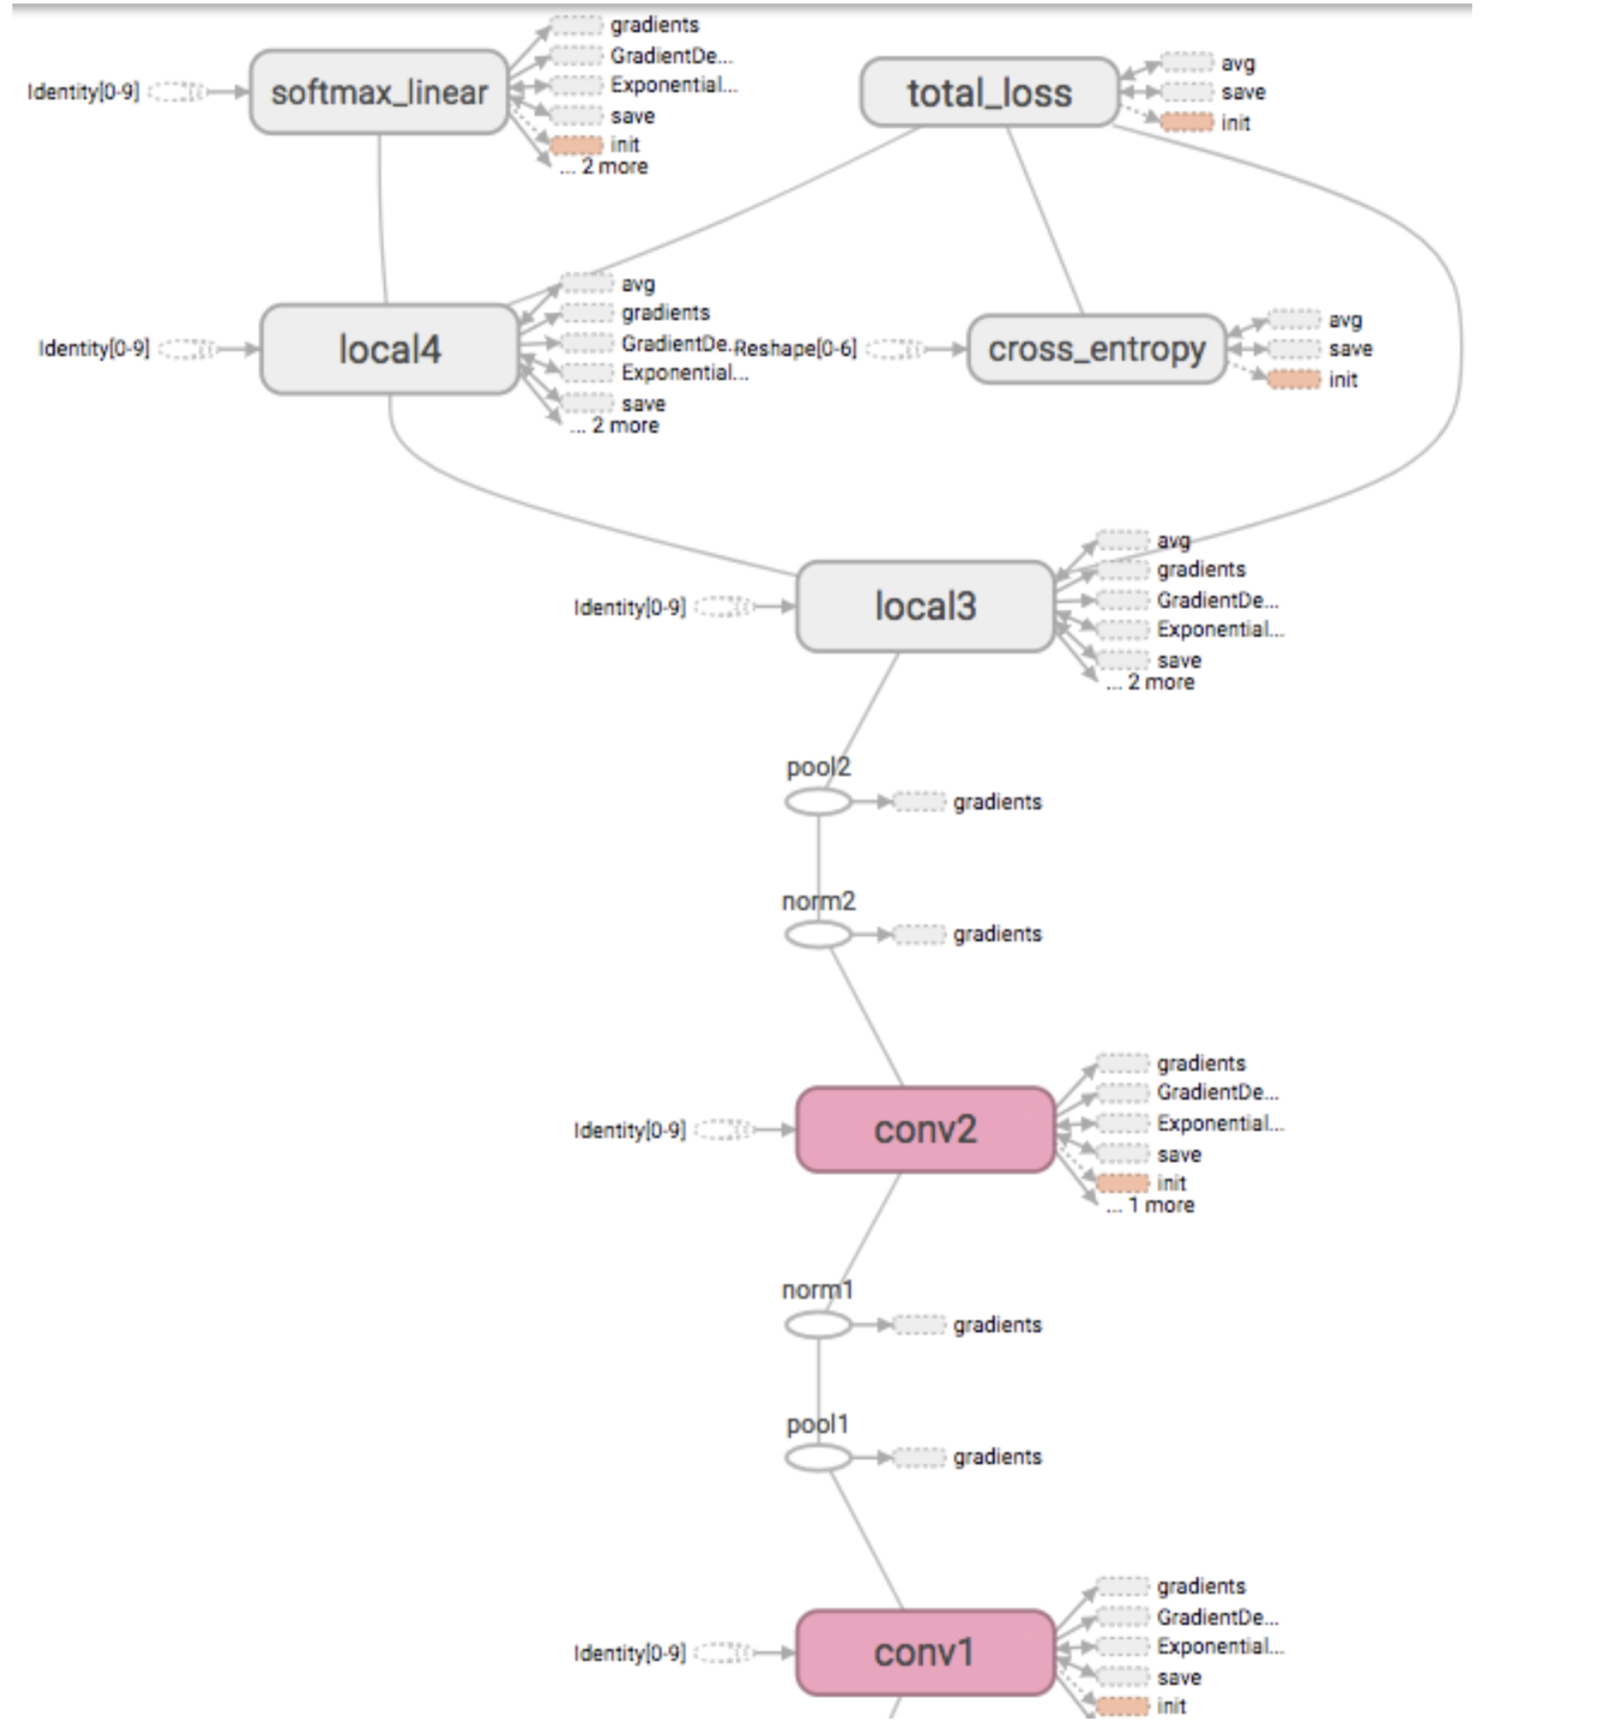 gradients
GradientDe...
Identity[0-9]
softmax_linear
Exponential...
save
init
... 2 more
total_loss
avg
save
init
avg
gradients
Identity[0-9]
local4
GradientDe...
Exponential...
save
... 2 more
Reshape[0-6]
cross_entropy
avg
save
init
avg
gradients
Identity[0-9]
local3
GradientDe...
Exponential...
save
... 2 more
pool2
gradients
norm2
gradients
gradients
GradientDe...
Identity[0-9]
conv2
Exponential...
save
init
... 1 more
norm1
gradients
pool1
gradients
gradients
GradientDe...
Identity[0-9]
conv1
Exponential...
save
init